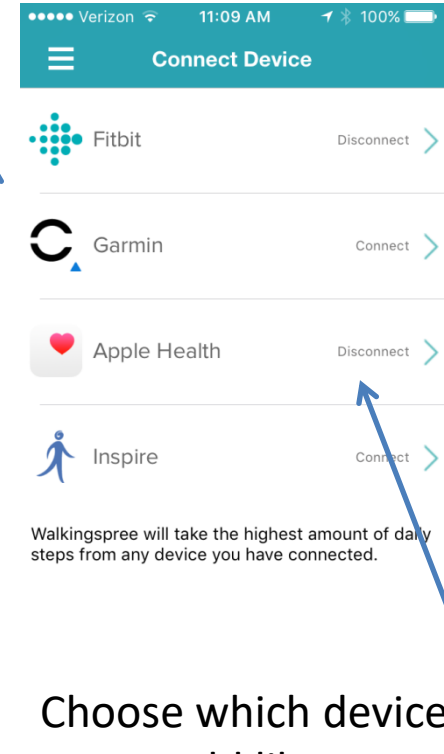 Verizon 11:09 AM 100%
Connect Device
Fitbit Disconnect
Garmin Connect
Apple Health Disconnect
Inspire Connect
Walkingspree will take the highest amount of daily
steps from any device you have connected.
Choose which device